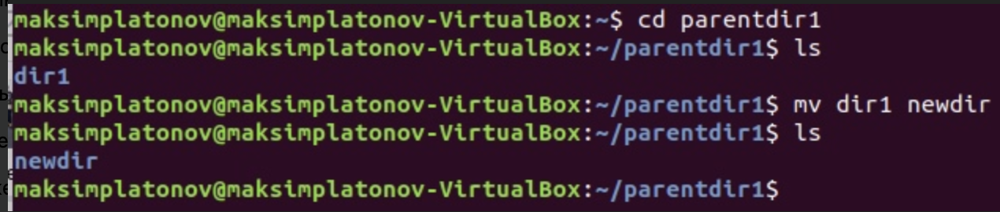 maksimplatonov@maksimplatonov-VirtualBox:~$ cd parentdir1
maksimplatonov@maksimplatonov-VirtualBox:~/parentdir1$ ls
dir1
maksimplatonov@maksimplatonov-VirtualBox:~/parentdir1$ mv dir1 newdir
maksimplatonov@maksimplatonov-VirtualBox:~/parentdir1$ ls
newdir
maksimplatonov@maksimplatonov-VirtualBox:~/parentdir1$